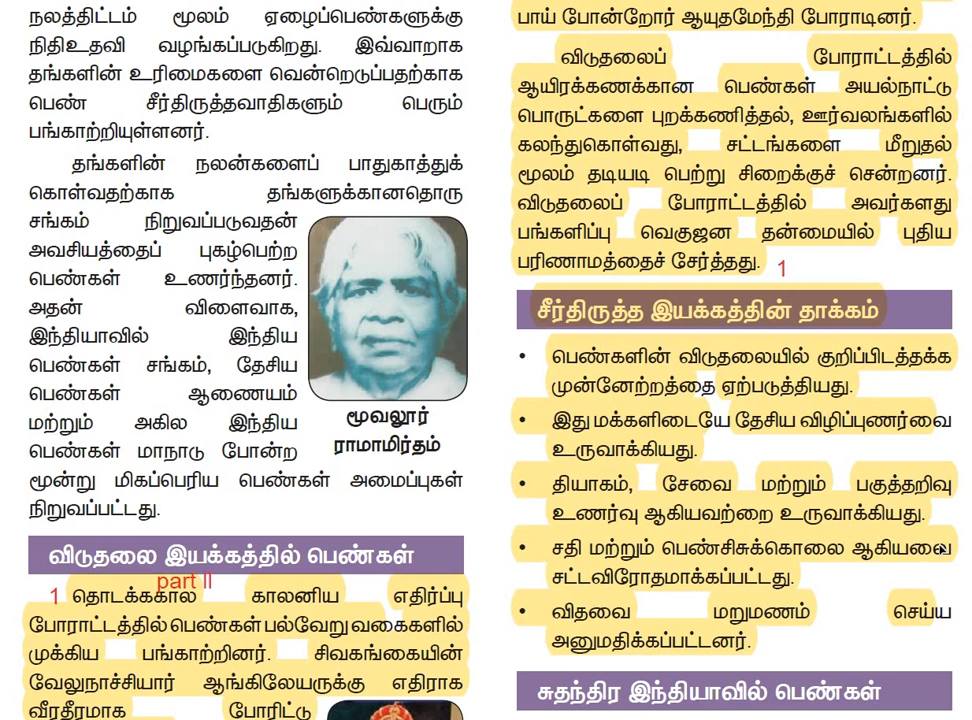 நலத்திட்டம் மூலம் ஏழைப்பெண்களுக்கு
நிதிஉதவி வழங்கப்படுகிறது. இவ்வாறாக
தங்களின் உரிமைகளை வென்றெடுப்பதற்காக
பெண் சீர்திருத்தவாதிகளும் பெரும்
பங்காற்றியுள்ளனர்.
தங்களின் நலன்களைப் பாதுகாத்துக்
கொள்வதற்காக தங்களுக்கானதொரு
சங்கம் நிறுவப்படுவதன்
அவசியத்தைப் புகழ்பெற்ற
பெண்கள் உணர்ந்தனர்.
அதன் விளைவாக,
இந்தியாவில் இந்திய
பெண்கள் சங்கம், தேசிய
பெண்கள் ஆணையம்
மற்றும் அகில இந்திய
பெண்கள் மாநாடு போன்ற
மூன்று மிகப்பெரிய பெண்கள் அமைப்புகள்
நிறுவப்பட்டது.
மூவலூர்
ராமாமிர்தம்
விடுதலை இயக்கத்தில் பெண்கள்
part II
1 தொடக்ககால காலனிய எதிர்ப்பு
போராட்டத்தில் பெண்கள் பல்வேறு வகைகளில்
முக்கிய பங்காற்றினர். சிவகங்கையின்
வேலுநாச்சியார் ஆங்கிலேயருக்கு எதிராக
வீரதீரமாக போரிட்டு
பாய் போன்றோர் ஆயுதமேந்தி போராடினர்.
விடுதலைப் போராட்டத்தில்
ஆயிரக்கணக்கான பெண்கள் அயல்நாட்டு
பொருட்களை புறக்கணித்தல், ஊர்வலங்களில்
கலந்துகொள்வது, சட்டங்களை மீறுதல்
மூலம் தடியடி பெற்று சிறைக்குச் சென்றனர்.
விடுதலைப் போராட்டத்தில் அவர்களது
பங்களிப்பு வெகுஜன தன்மையில் புதிய
பரிணாமத்தைச் சேர்த்தது. 1
சீர்திருத்த இயக்கத்தின் தாக்கம்
• பெண்களின் விடுதலையில் குறிப்பிடத்தக்க
முன்னேற்றத்தை ஏற்படுத்தியது.
• இது மக்களிடையே தேசிய விழிப்புணர்வை
உருவாக்கியது.
• தியாகம், சேவை மற்றும் பகுத்தறிவு
உணர்வு ஆகியவற்றை உருவாக்கியது.
• சதி மற்றும் பெண்சிசுக்கொலை ஆகியவை
சட்டவிரோதமாக்கப்பட்டது.
• விதவை மறுமணம் செய்ய
அனுமதிக்கப்பட்டனர்.
சுதந்திர இந்தியாவில் பெண்கள்